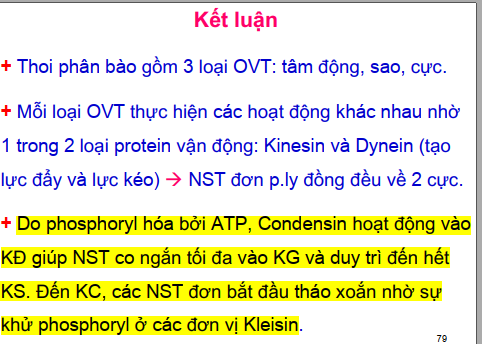 Kết luận
+ Thoi phân bào gồm 3 loại OVT: tâm động, sao, cực.
+ Mỗi loại OVT thực hiện các hoạt động khác nhau nhờ
1 trong 2 loại protein vận động: Kinesin và Dynein (tạo
lực đẩy và lực kéo) → NST đơn p.ly đồng đều về 2 cực.
+ Do phosphoryl hóa bởi ATP, Condensin hoạt động vào
KĐ giúp NST co ngắn tối đa vào KG và duy trì đến hết
KS. Đến KC, các NST đơn bắt đầu tháo xoắn nhờ sự
khử phosphoryl ở các đơn vị Kleisin.
79